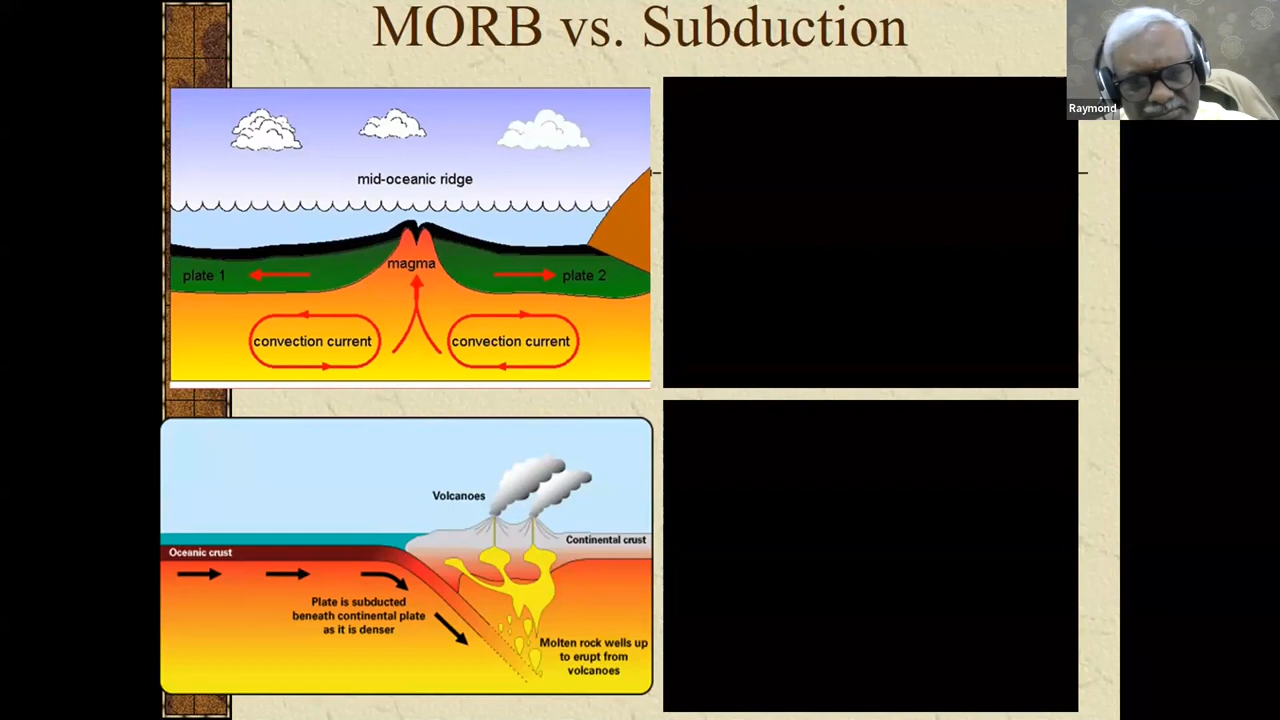 MORB vs. Subduction
Raymond
mid-oceanic ridge
magma
plate 1
plate 2
convection current
convection current
Volcanoes
Continental crust
Oceanic crust
Plate is subducted
beneath continental plate
as it is denser
Molten rock wells up
to erupt from
volcanoes